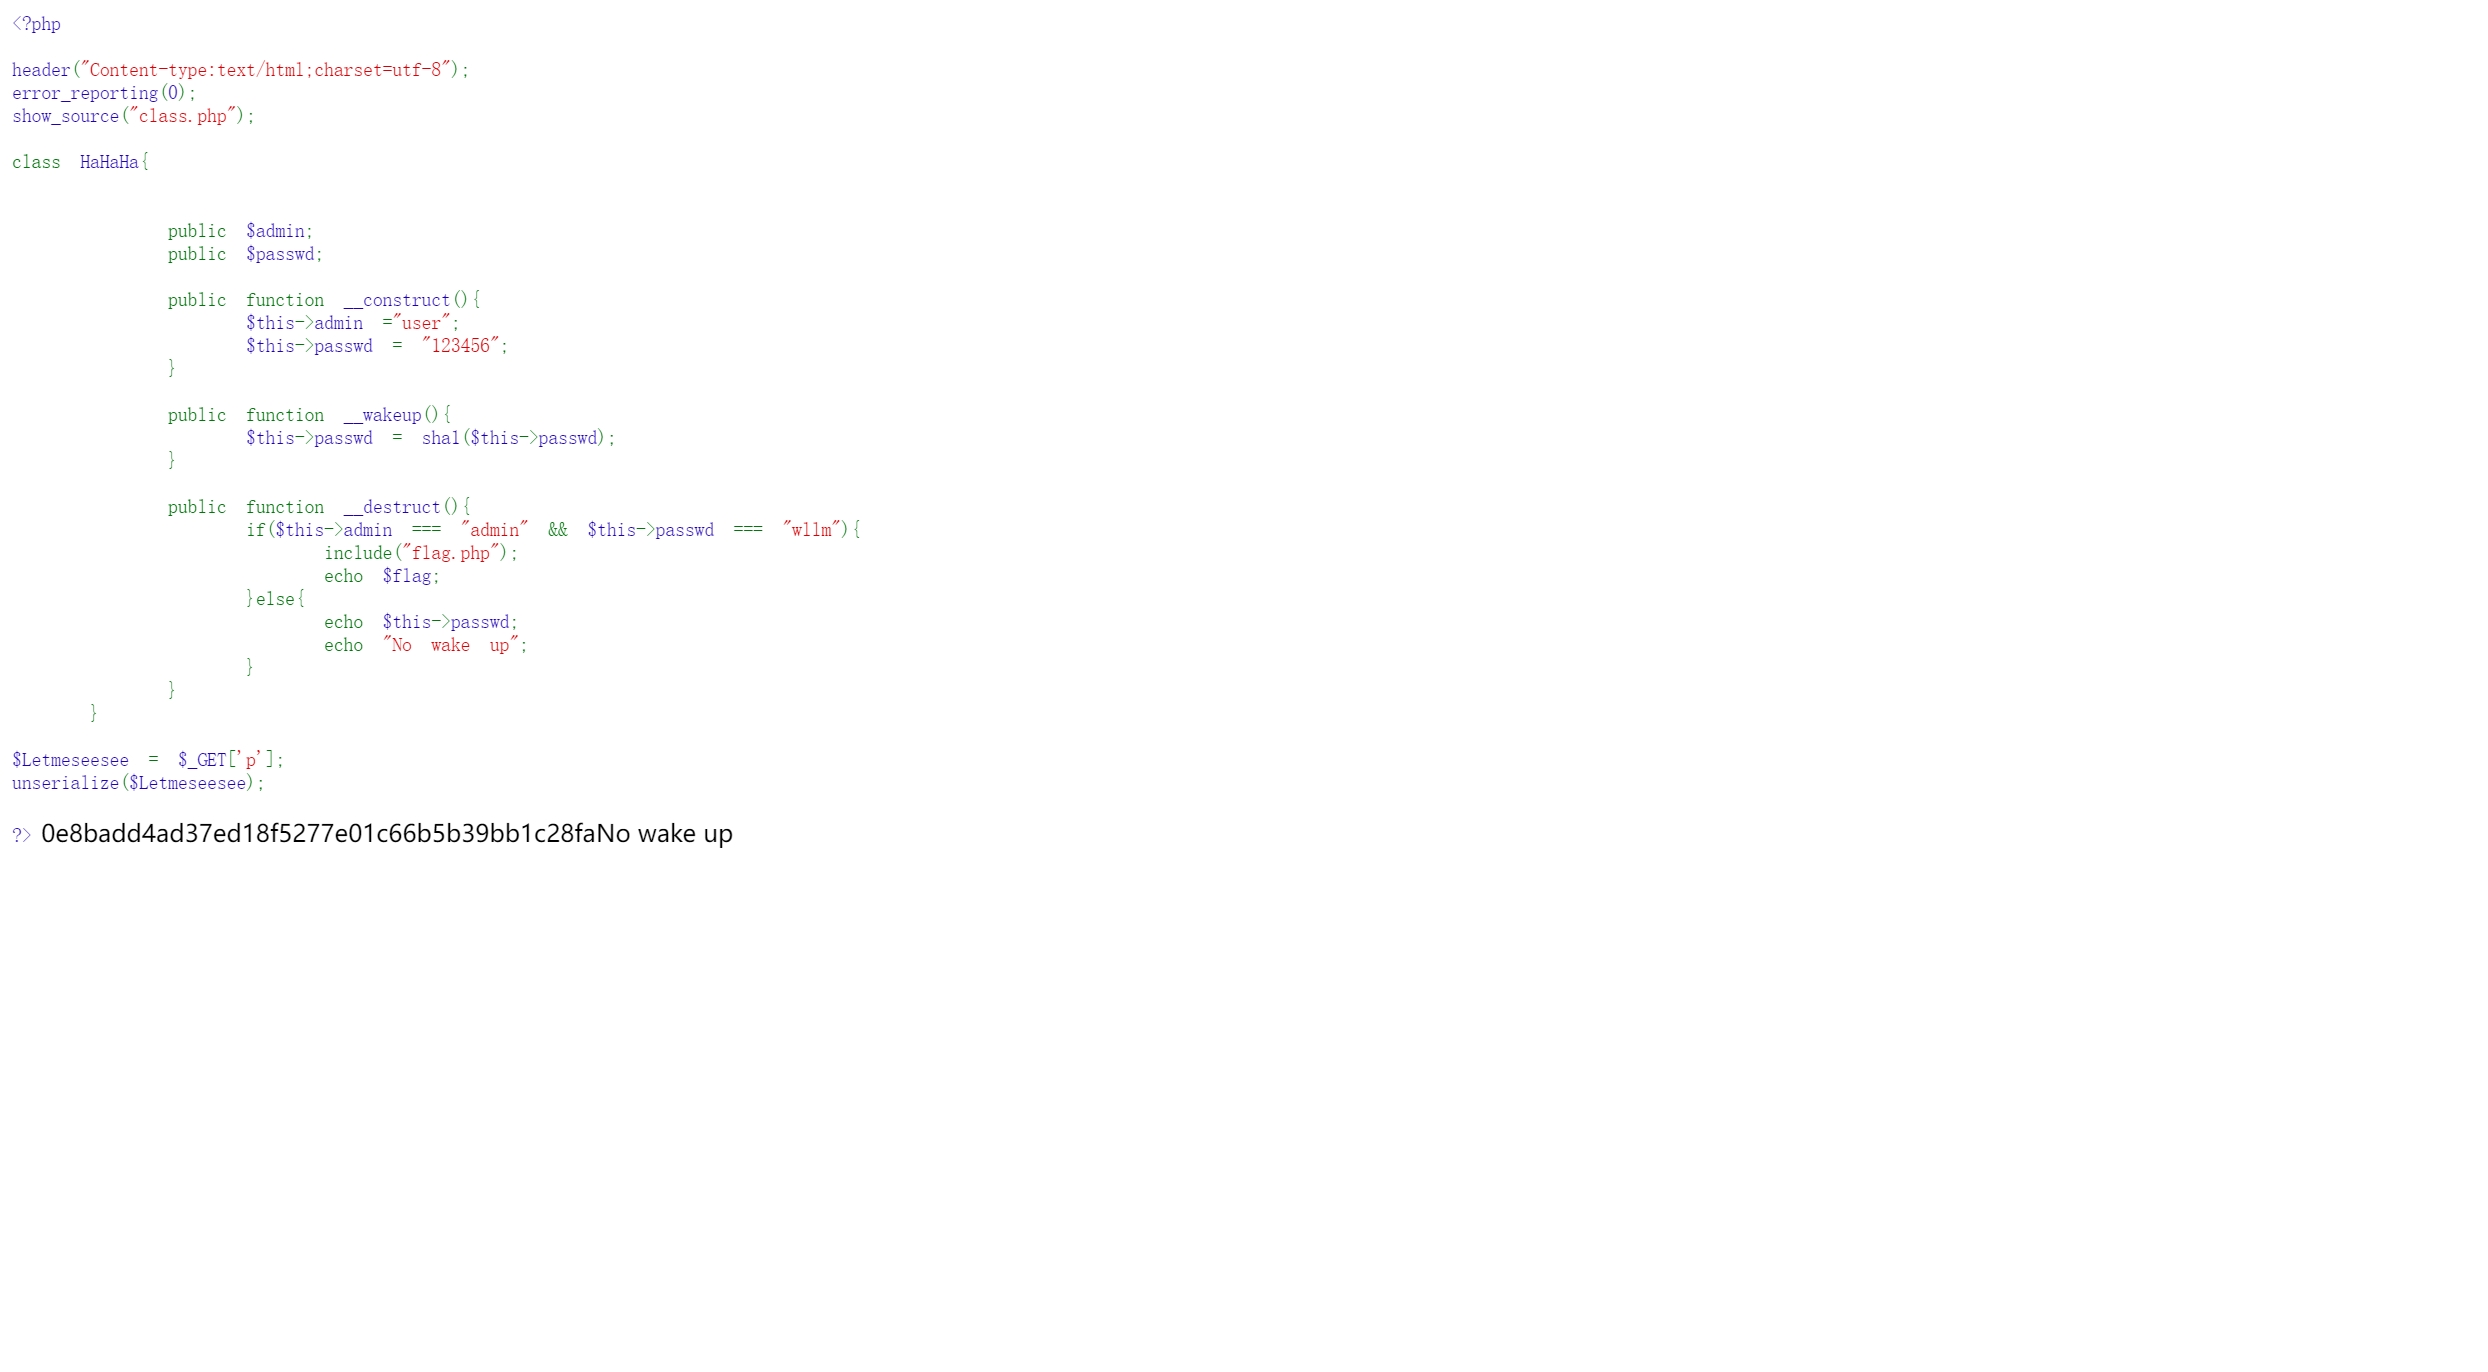 <?php

header("Content-type:text/html;charset=utf-8");
error_reporting(0);
show_source("class.php");

class HaHaHa{


                public $admin;
                public $passwd;

                public function __construct(){
                        $this->admin ="user";
                        $this->passwd = "123456";
                }

                public function __wakeup(){
                        $this->passwd = sha1($this->passwd);
                }

                public function __destruct(){
                        if($this->admin === "admin" && $this->passwd === "wllm"){
                                include("flag.php");
                                echo $flag;
                        }else{
                                echo $this->passwd;
                                echo "No wake up";
                        }
                }
        }

$Letmeseesee = $_GET['p'];
unserialize($Letmeseesee);

?> 0e8badd4ad37ed18f5277e01c66b5b39bb1c28faNo wake up